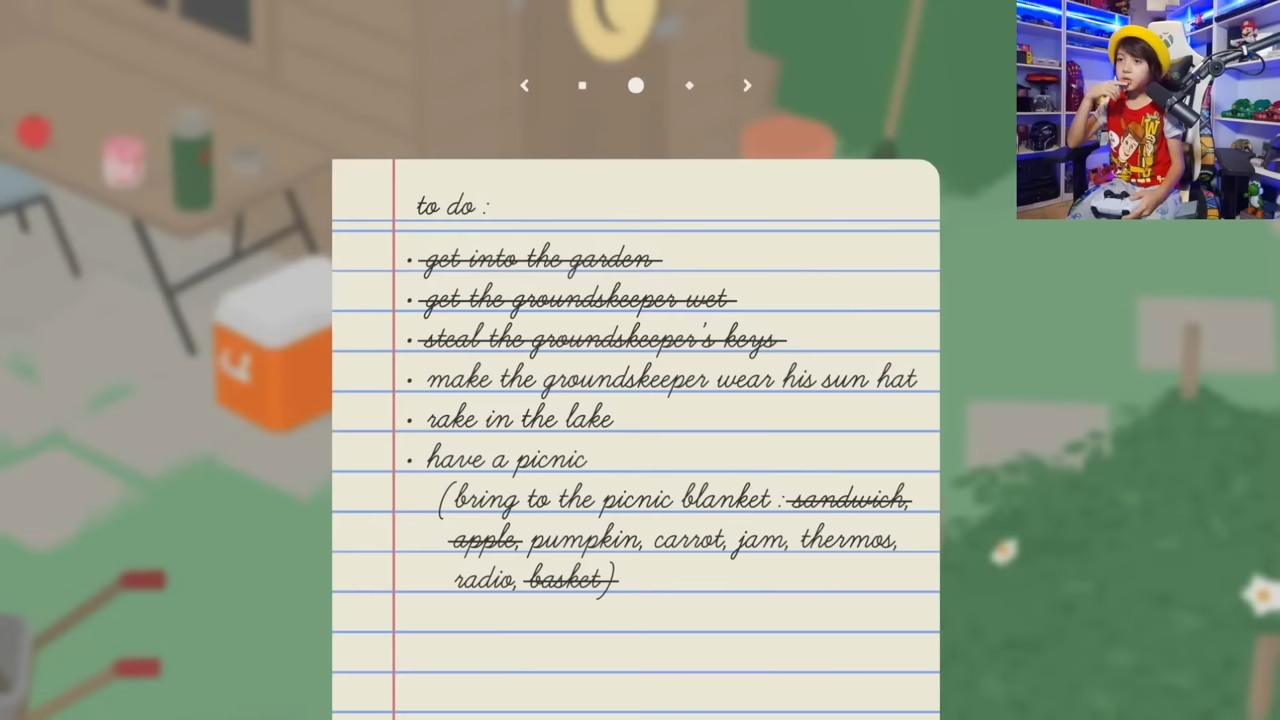 to do :
• get into the garden
• get the groundskeeper wet
• steal the groundskeeper's keys
• make the groundskeeper wear his sun hat
• rake in the lake
• have a picnic
(bring to the picnic blanket : sandwich,
apple, pumpkin, carrot, jam, thermos,
radio, basket)